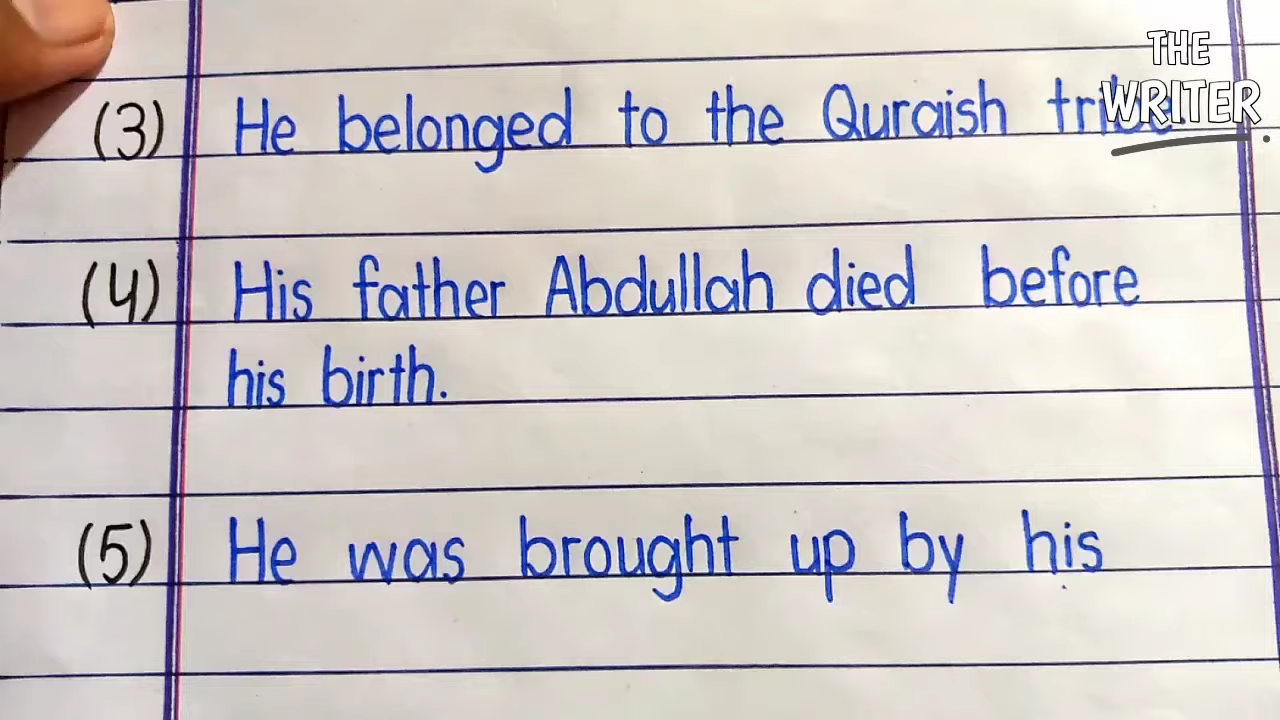 THE
WRITER
(3) He belonged to the Quraish tribe
(4) His father Abdullah died before
his birth.
(5) He was brought up by his